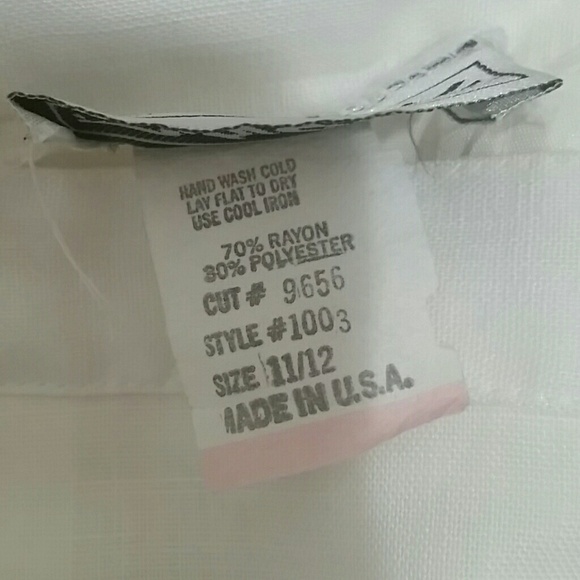 HAND WASH COLD
LAY FLAT TO DRY
USE COOL IRON
70% RAYON
30% POLYESTER
CUT # 9656
STYLE #1003
SIZE 11/12
MADE IN U.S.A.